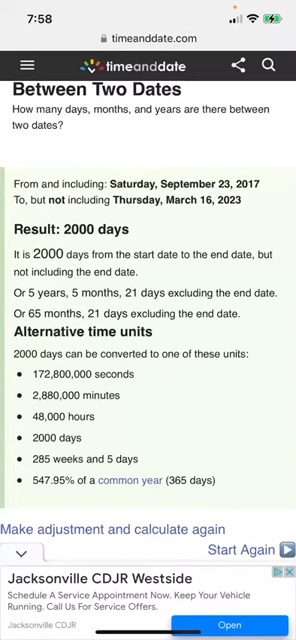 7:58
timeanddate.com
timeanddate
Between Two Dates
How many days, months, and years are there between
two dates?
From and including: Saturday, September 23, 2017
To, but not including Thursday, March 16, 2023
Result: 2000 days
It is 2000 days from the start date to the end date, but
not including the end date.
Or 5 years, 5 months, 21 days excluding the end date.
Or 65 months, 21 days excluding the end date.
Alternative time units
2000 days can be converted to one of these units:
• 172,800,000 seconds
• 2,880,000 minutes
• 48,000 hours
• 2000 days
• 285 weeks and 5 days
• 547.95% of a common year (365 days)
Make adjustment and calculate again
Start Again
Jacksonville CDJR Westside
Schedule A Service Appointment Now. Keep Your Vehicle
Running. Call Us For Service Offers.
Jacksonville CDJR
Open